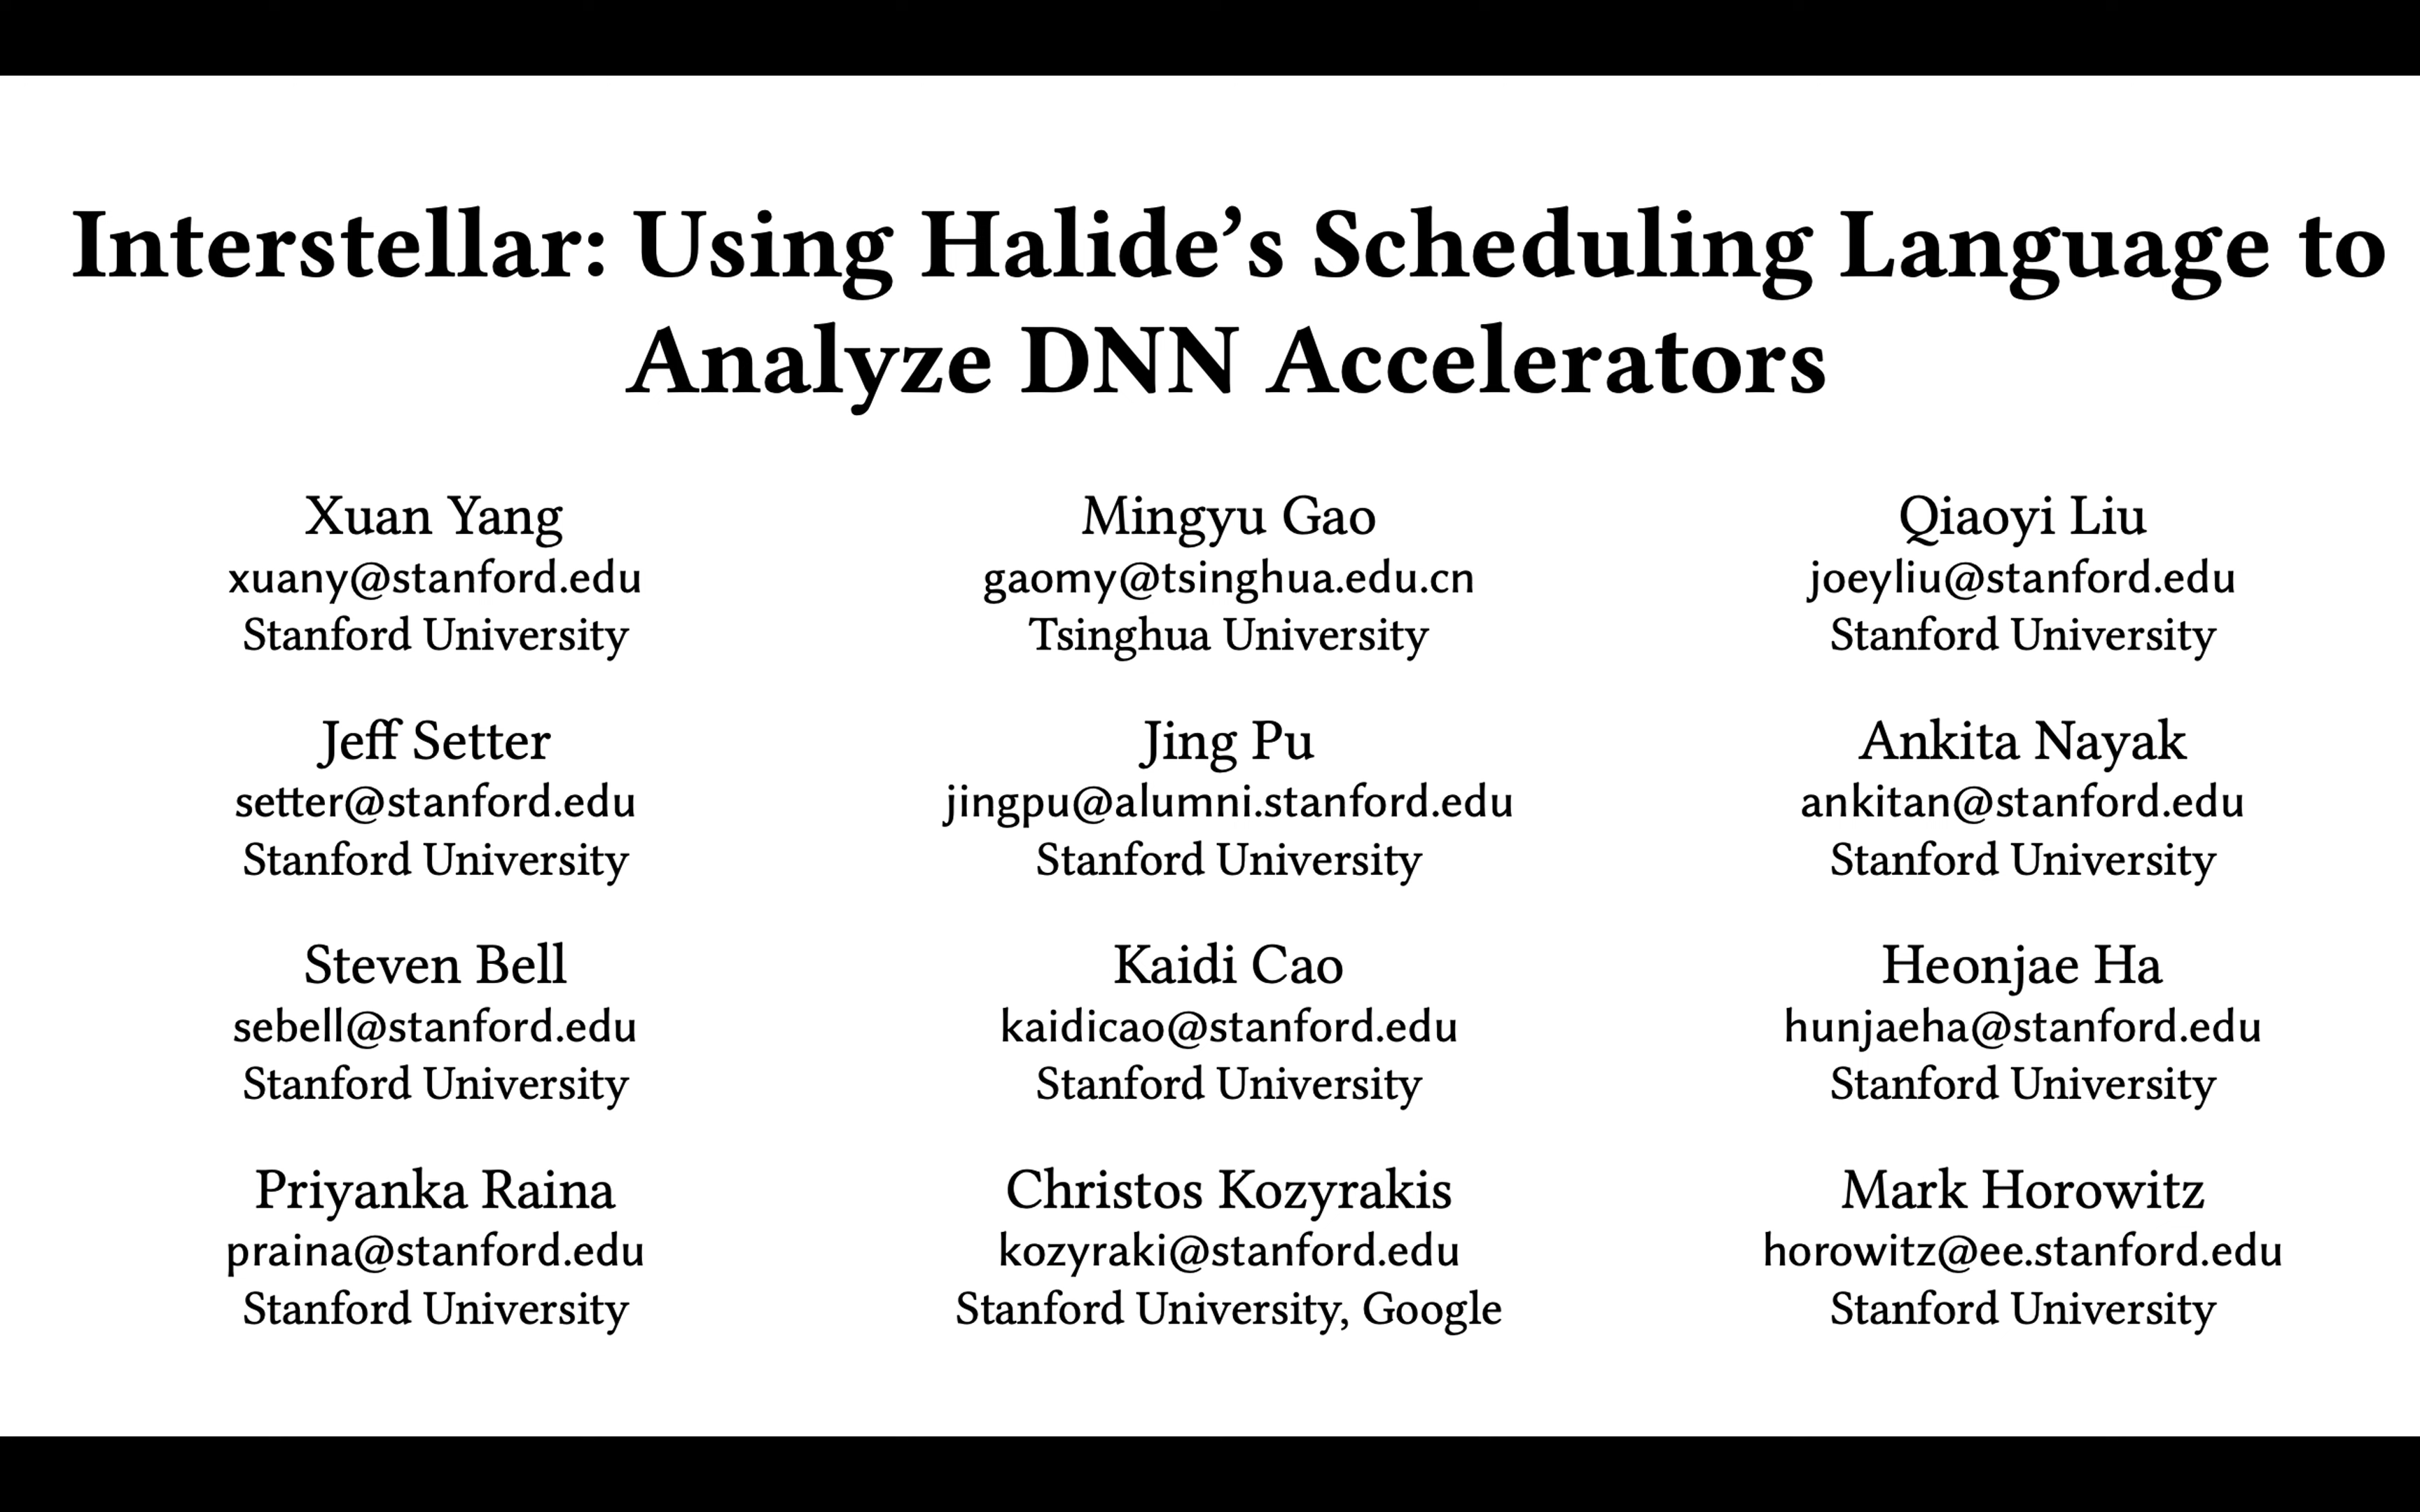 Interstellar: Using Halide’s Scheduling Language to
Analyze DNN Accelerators
Xuan Yang
xuany@stanford.edu
Stanford University
Mingyu Gao
gaomy@tsinghua.edu.cn
Tsinghua University
Qiaoyi Liu
joeyliu@stanford.edu
Stanford University
Jeff Setter
setter@stanford.edu
Stanford University
Jing Pu
jingpu@alumni.stanford.edu
Stanford University
Ankita Nayak
ankitan@stanford.edu
Stanford University
Steven Bell
sebell@stanford.edu
Stanford University
Kaidi Cao
kaidicao@stanford.edu
Stanford University
Heonjae Ha
hunjaeha@stanford.edu
Stanford University
Priyanka Raina
praina@stanford.edu
Stanford University
Christos Kozyrakis
kozyraki@stanford.edu
Stanford University, Google
Mark Horowitz
horowitz@ee.stanford.edu
Stanford University